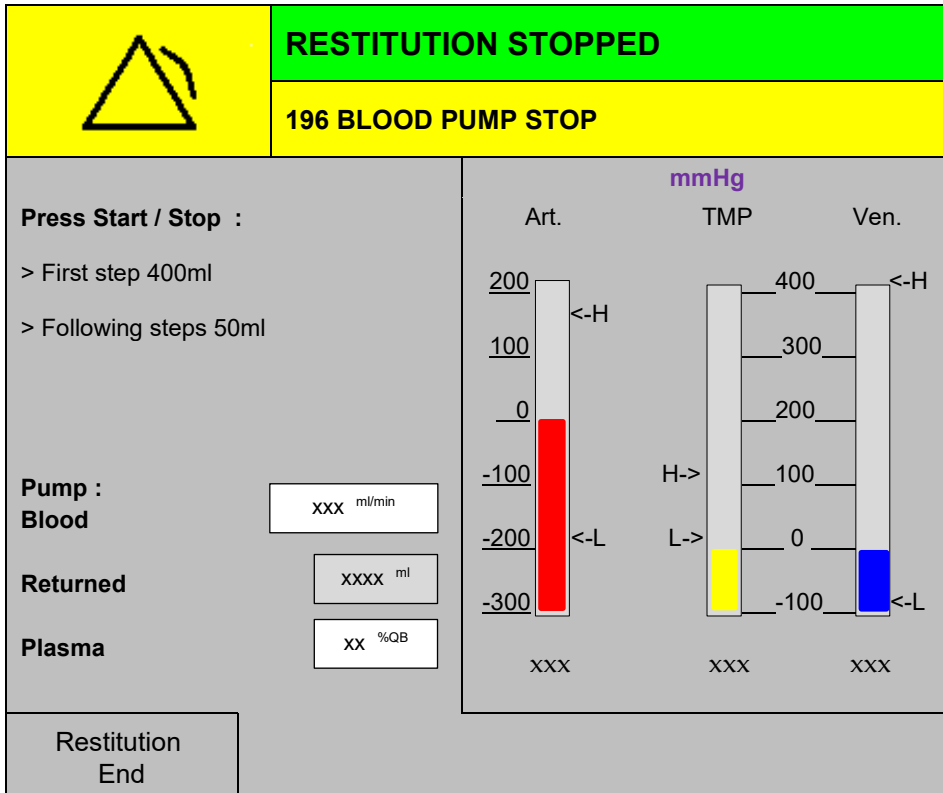 RESTITUTION STOPPED
196 BLOOD PUMP STOP
Press Start / Stop :
> First step 400ml
> Following steps 50ml
Pump :
Blood
xxx ml/min
Returned
xxxx ml
Plasma
xx %QB
mmHg
Art. TMP Ven.
200 400 <-H
<-H
100 300
0 200
-100 H-> 100
-200 <-L L-> 0
-300 -100 <-L
xxx xxx xxx
Restitution
End